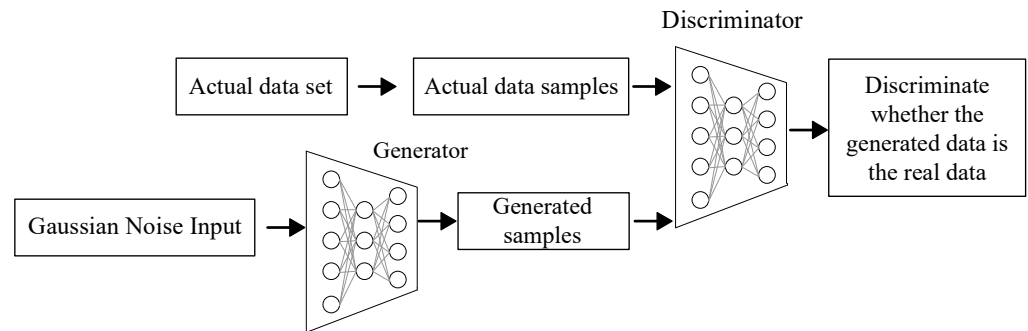 Discriminator
Actual data set
Actual data samples
Discriminate
whether the
generated data is
the real data
Generator
Gaussian Noise Input
Generated
samples